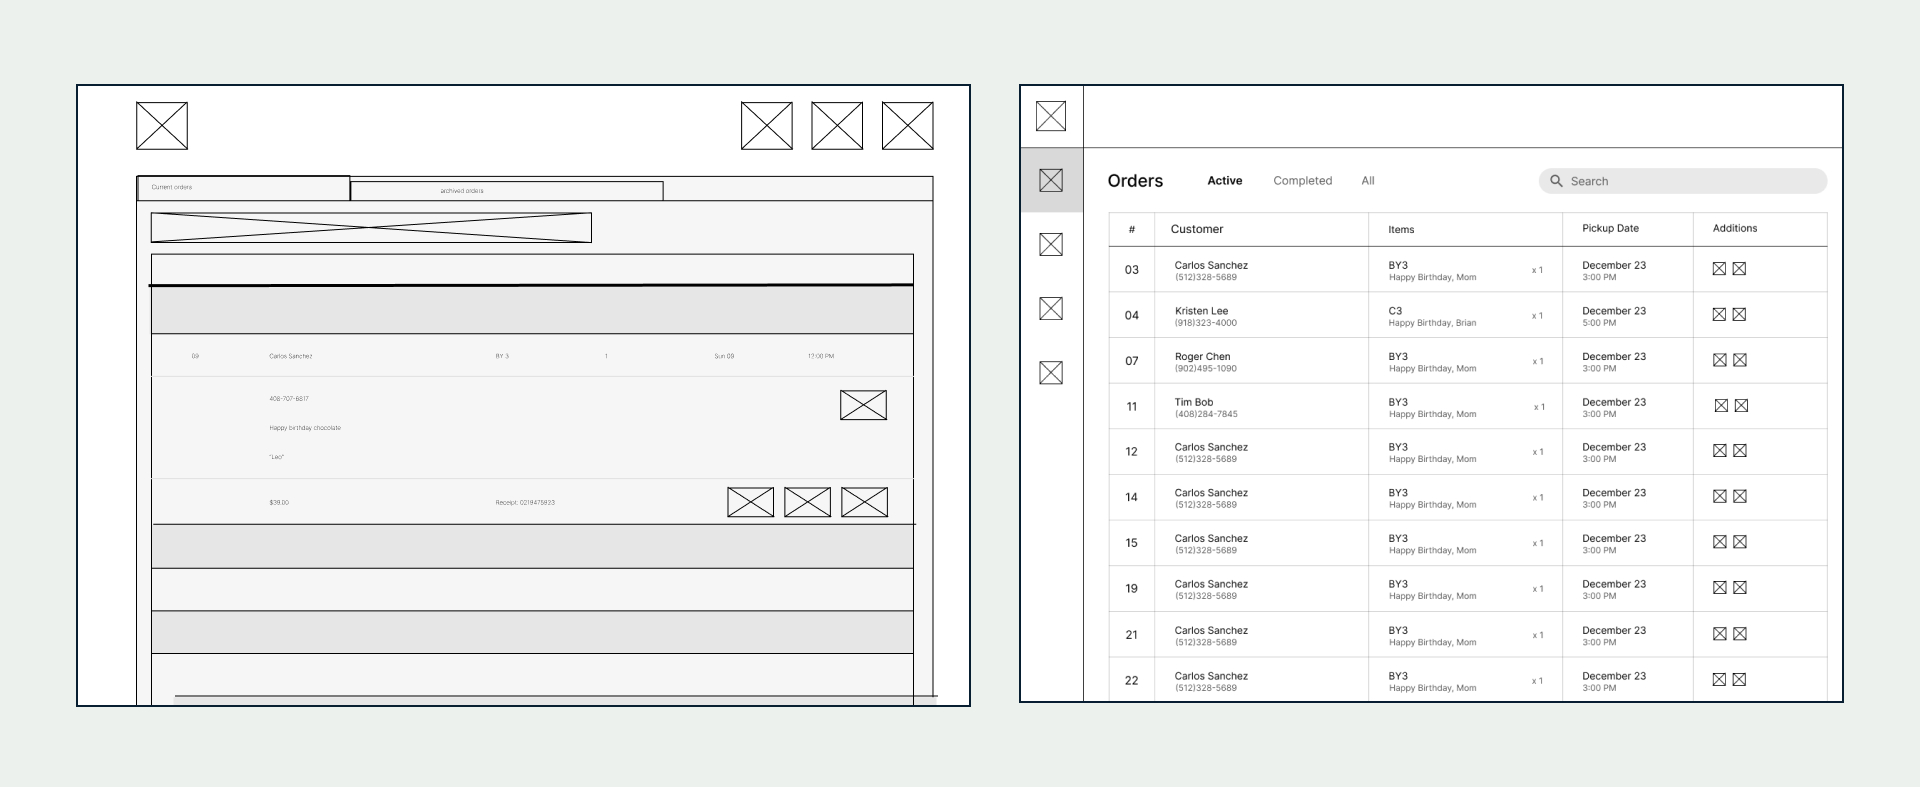 Current orders
archived orders
09 Carlos Sanchez BY 3 1 Sun 09 12:00 PM
408-707-6817
Happy birthday chocolate
"Leo"
$39.00 Receipt: 0219475933
Orders Active Completed All Search
# Customer Items Pickup Date Additions
03 Carlos Sanchez BY3 x 1 December 23
(512)328-5689 Happy Birthday, Mom 3:00 PM
04 Kristen Lee C3 x 1 December 23
(918)323-4000 Happy Birthday, Brian 5:00 PM
07 Roger Chen BY3 x 1 December 23
(902)495-1090 Happy Birthday, Mom 3:00 PM
11 Tim Bob BY3 x 1 December 23
(408)284-7845 Happy Birthday, Mom 3:00 PM
12 Carlos Sanchez BY3 x 1 December 23
(512)328-5689 Happy Birthday, Mom 3:00 PM
14 Carlos Sanchez BY3 x 1 December 23
(512)328-5689 Happy Birthday, Mom 3:00 PM
15 Carlos Sanchez BY3 x 1 December 23
(512)328-5689 Happy Birthday, Mom 3:00 PM
19 Carlos Sanchez BY3 x 1 December 23
(512)328-5689 Happy Birthday, Mom 3:00 PM
21 Carlos Sanchez BY3 x 1 December 23
(512)328-5689 Happy Birthday, Mom 3:00 PM
22 Carlos Sanchez BY3 x 1 December 23
(512)328-5689 Happy Birthday, Mom 3:00 PM